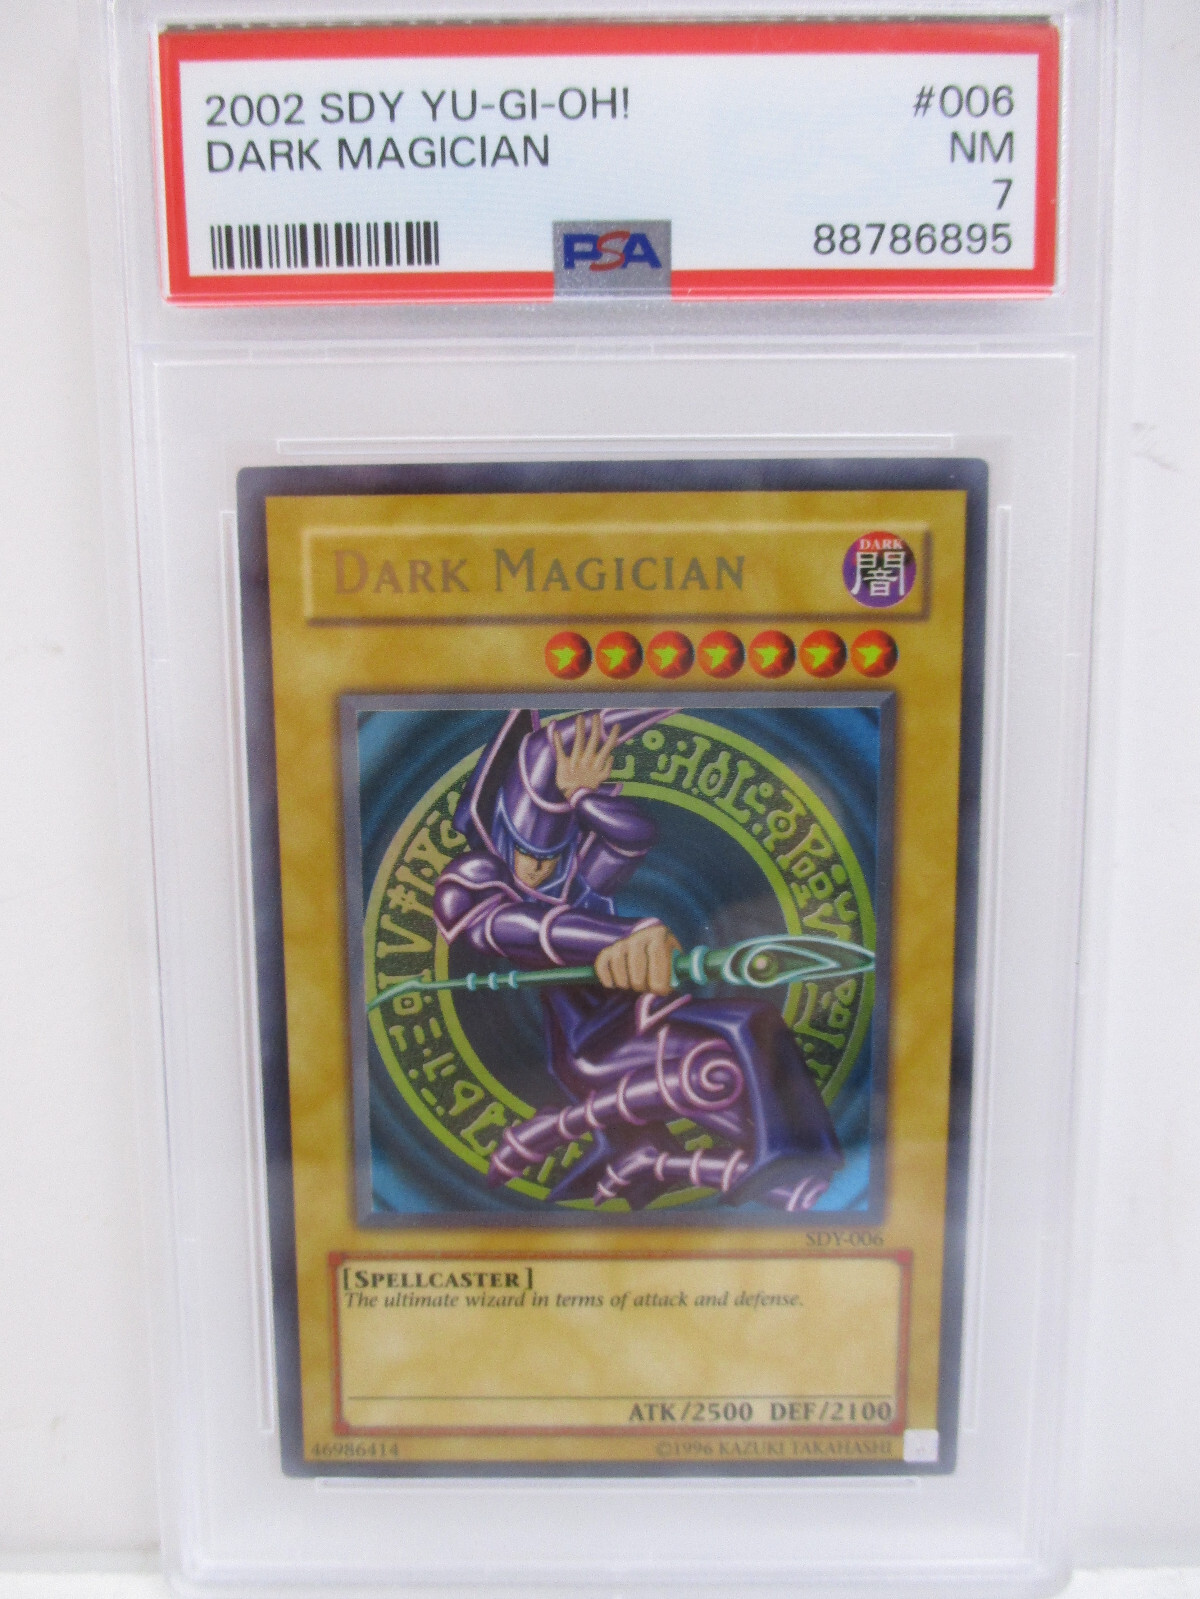 2002 SDY YU-GI-OH! #006
DARK MAGICIAN NM
7
88786895
PSA
DARK MAGICIAN
DARK
闇
SDY-006
[SPELLCASTER]
The ultimate wizard in terms of attack and defense.
ATK/2500 DEF/2100
46986414 ©1996 KAZUKI TAKAHASHI